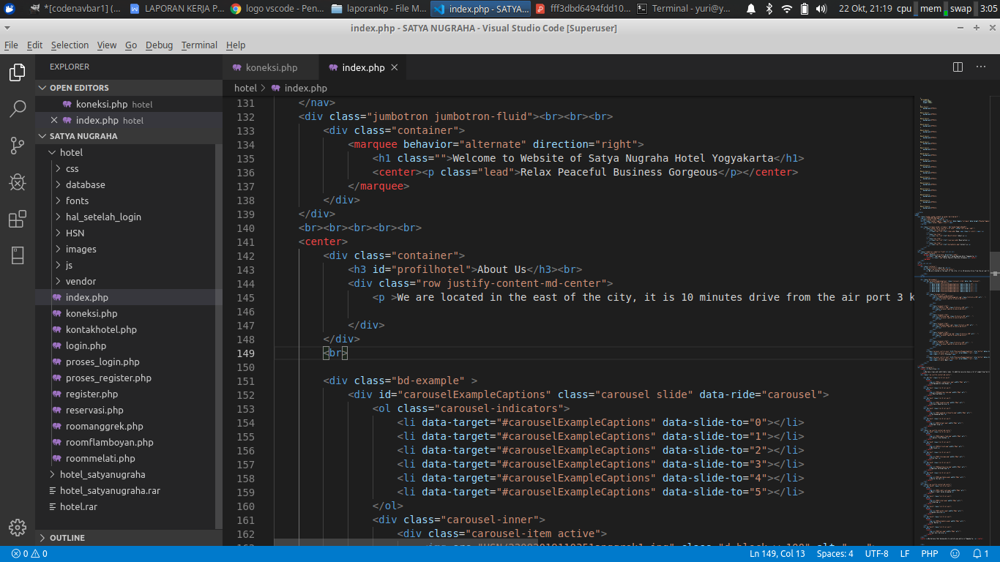 *[codenavbar1] (... LAPORAN KERJA P... logo vscode - Pen... laporankp - File M... index.php - SATYA... fff3dbd6494fdd10... Terminal - yuri@y... 22 Okt, 21:19 cpu mem swap 3:05
index.php - SATYA NUGRAHA - Visual Studio Code [Superuser]
File Edit Selection View Go Debug Terminal Help
EXPLORER
OPEN EDITORS
koneksi.php hotel
index.php hotel
SATYA NUGRAHA
hotel
css
database
fonts
hal_setelah_login
HSN
images
js
vendor
index.php
koneksi.php
kontakhotel.php
login.php
proses_login.php
proses_register.php
register.php
reservasi.php
roomanggrek.php
roomflamboyan.php
roommelati.php
hotel_satyanugraha
hotel_satyanugraha.rar
hotel.rar
OUTLINE
koneksi.php index.php
hotel > index.php
131 </nav>
132 <div class="jumbotron jumbotron-fluid"><br><br><br>
133 <div class="container">
134 <marquee behavior="alternate" direction="right">
135 <h1 class="">Welcome to Website of Satya Nugraha Hotel Yogyakarta</h1>
136 <center><p class="lead">Relax Peaceful Business Gorgeous</p></center>
137 </marquee>
138 </div>
139 </div>
140 <br><br><br><br><br>
141 <center>
142 <div class="container">
143 <h3 id="profilhotel">About Us</h3><br>
144 <div class="row justify-content-md-center">
145 <p >We are located in the east of the city, it is 10 minutes drive from the air port 3 k
146
147 </div>
148 </div>
149 <br>
150
151 <div class="bd-example" >
152 <div id="carouselExampleCaptions" class="carousel slide" data-ride="carousel">
153 <ol class="carousel-indicators">
154 <li data-target="#carouselExampleCaptions" data-slide-to="0"></li>
155 <li data-target="#carouselExampleCaptions" data-slide-to="1"></li>
156 <li data-target="#carouselExampleCaptions" data-slide-to="2"></li>
157 <li data-target="#carouselExampleCaptions" data-slide-to="3"></li>
158 <li data-target="#carouselExampleCaptions" data-slide-to="4"></li>
159 <li data-target="#carouselExampleCaptions" data-slide-to="5"></li>
160 </ol>
161 <div class="carousel-inner">
162 <div class="carousel-item active">
0 0 Ln 149, Col 13 Spaces: 4 UTF-8 LF PHP 1